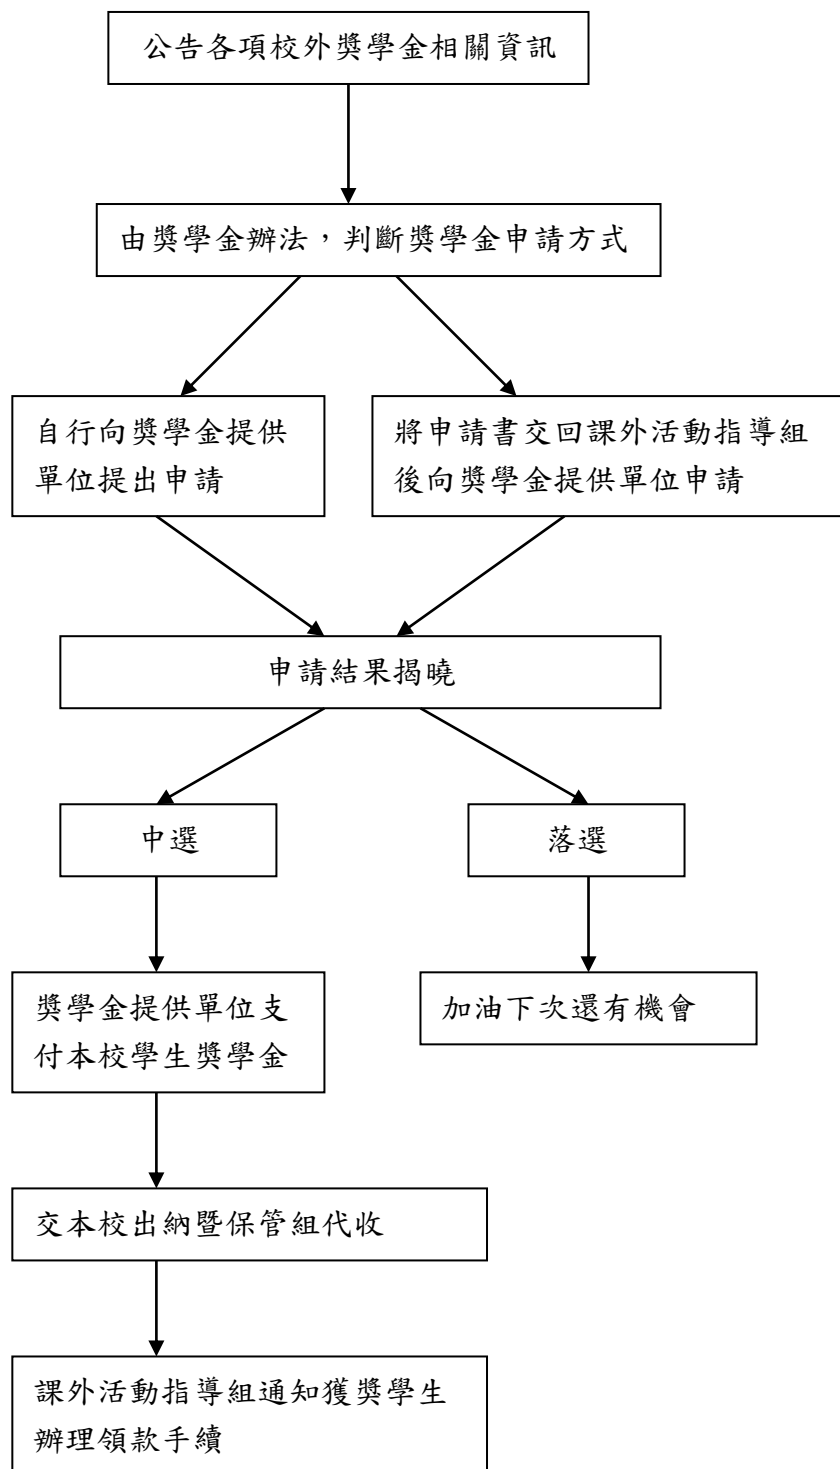 公告各項校外獎學金相關資訊
由獎學金辦法，判斷獎學金申請方式
自行向獎學金提供
單位提出申請
將申請書交回課外活動指導組
後向獎學金提供單位申請
申請結果揭曉
中選
落選
獎學金提供單位支
付本校學生獎學金
加油下次還有機會
交本校出納暨保管組代收
課外活動指導組通知獲獎學生
辦理領款手續